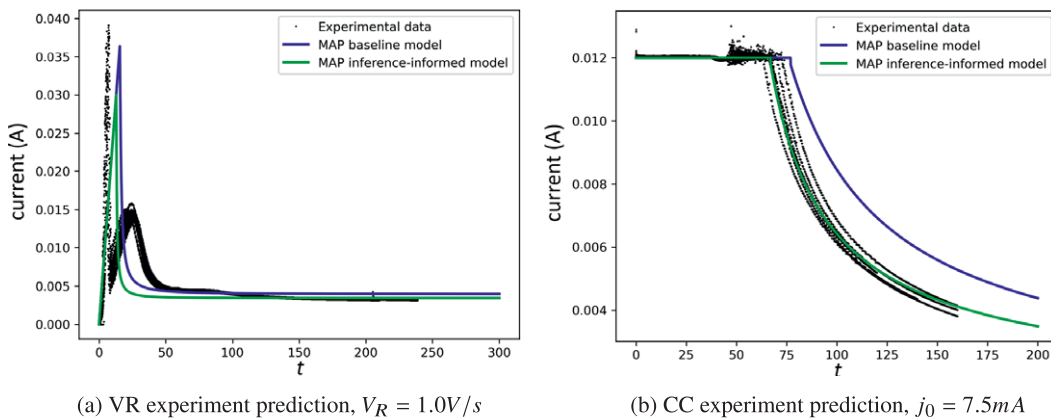 0.040
0.035
0.030
0.025
0.020
0.015
0.010
0.005
0.000
current (A)
0 50 100 150 200 250 300
t
Experimental data
MAP baseline model
MAP inference-informed model
(a) VR experiment prediction, V_R = 1.0V/s
0.012
0.010
0.008
0.006
0.004
current (A)
0 25 50 75 100 125 150 175 200
t
Experimental data
MAP baseline model
MAP inference-informed model
(b) CC experiment prediction, j_0 = 7.5mA